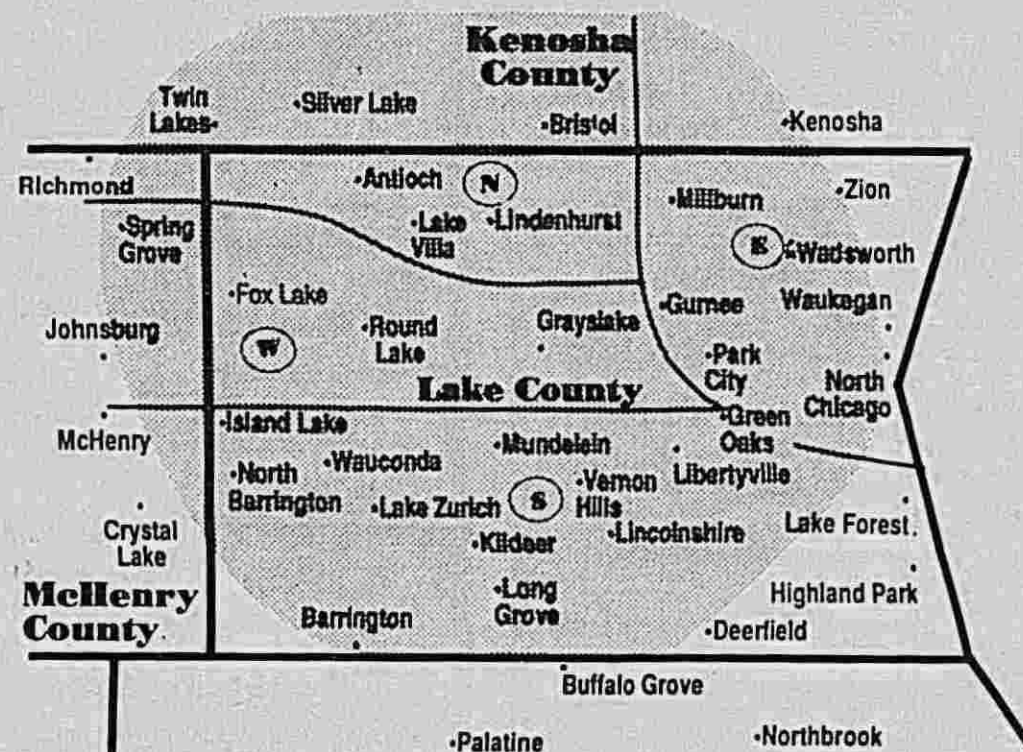 Kenosha
County
Twin
Lakes
Silver Lake
Bristol
Kenosha
Richmond
Antioch
N
Millburn
Zion
Spring
Grove
Lake
Villa
Lindenhurst
E
Wadsworth
Fox Lake
Gurnee
Waukegan
Johnsburg
W
Round
Lake
Grayslake
Park
City
North
Chicago
Lake County
Island Lake
Green
Oaks
McHenry
Mundelein
North
Barrington
Wauconda
Vernon
Hills
Libertyville
Lake Zurich
S
Crystal
Lake
Kildeer
Lincolnshire
Lake Forest
McHenry
County
Long
Grove
Highland Park
Barrington
Deerfield
Buffalo Grove
Palatine
Northbrook